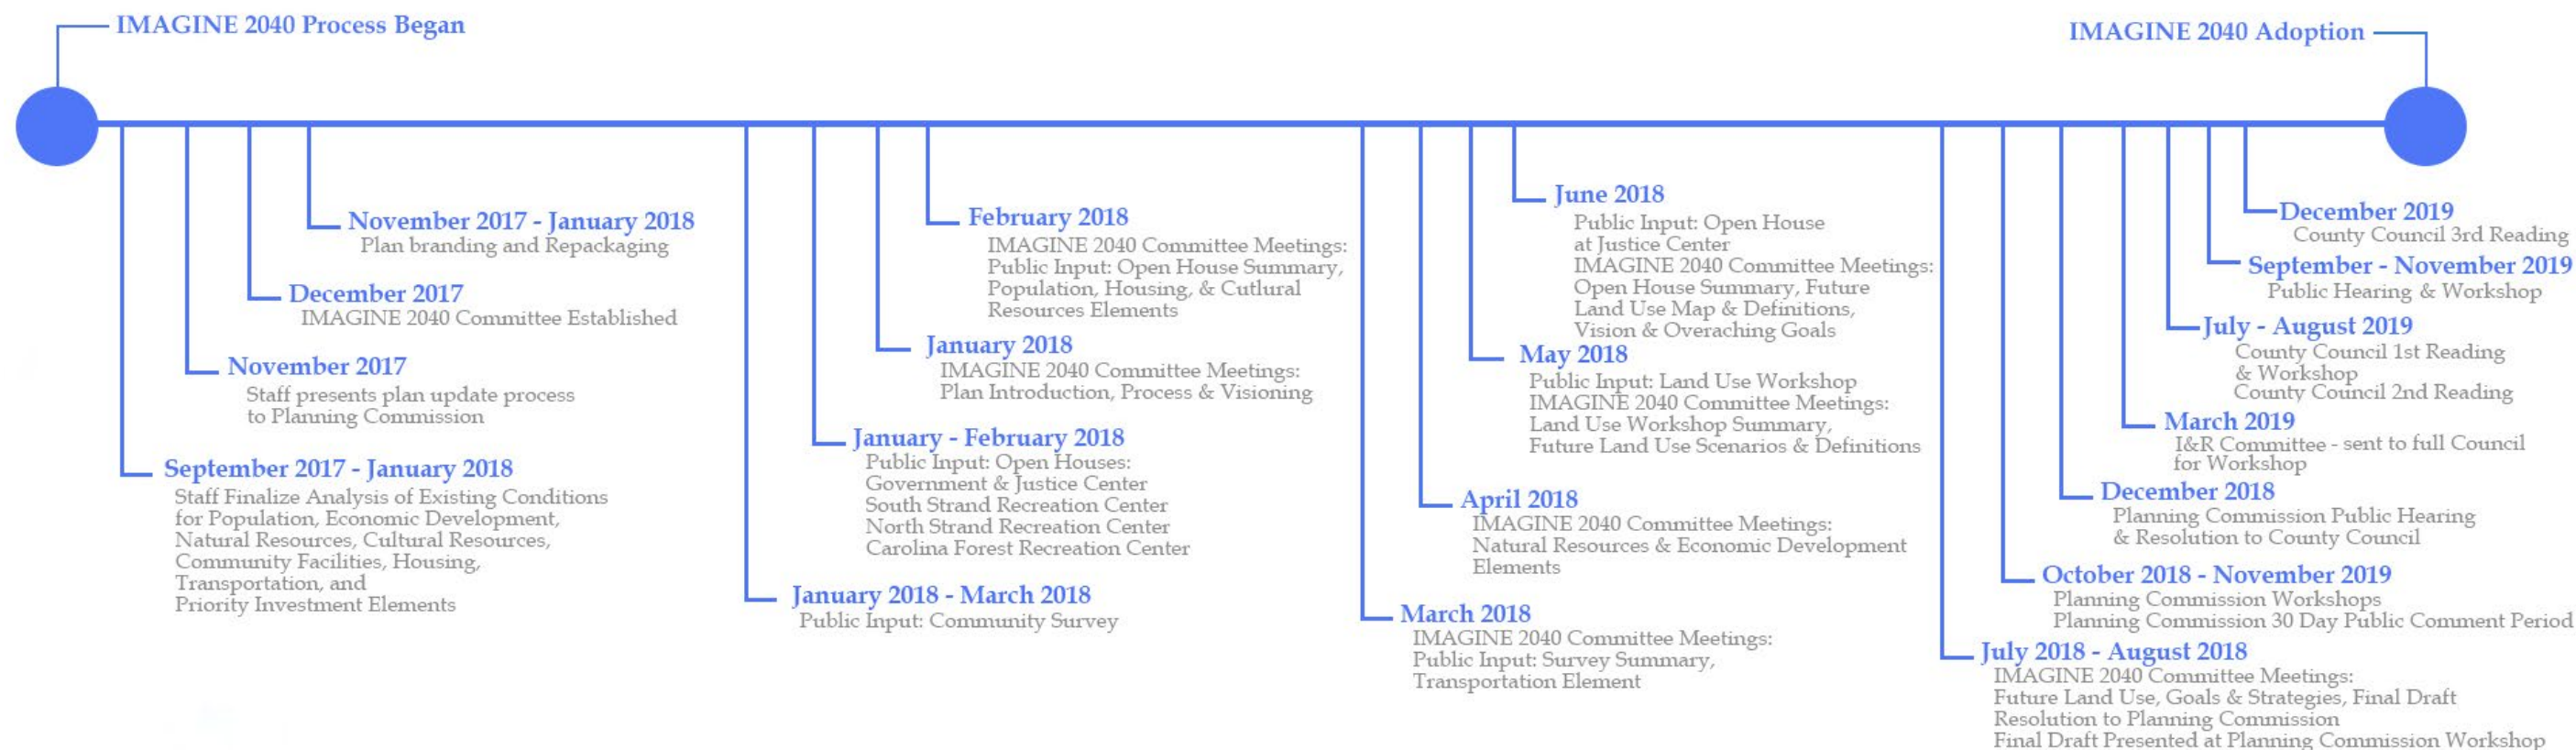 IMAGINE 2040 Process Began
IMAGINE 2040 Adoption
November 2017 - January 2018
Plan branding and Repackaging
December 2017
IMAGINE 2040 Committee Established
November 2017
Staff presents plan update process
to Planning Commission
September 2017 - January 2018
Staff Finalize Analysis of Existing Conditions
for Population, Economic Development,
Natural Resources, Cultural Resources,
Community Facilities, Housing,
Transportation, and
Priority Investment Elements
February 2018
IMAGINE 2040 Committee Meetings:
Public Input: Open House Summary,
Population, Housing, & Cutlural
Resources Elements
January 2018
IMAGINE 2040 Committee Meetings:
Plan Introduction, Process & Visioning
January - February 2018
Public Input: Open Houses:
Government & Justice Center
South Strand Recreation Center
North Strand Recreation Center
Carolina Forest Recreation Center
January 2018 - March 2018
Public Input: Community Survey
June 2018
Public Input: Open House
at Justice Center
IMAGINE 2040 Committee Meetings:
Open House Summary, Future
Land Use Map & Definitions,
Vision & Overaching Goals
May 2018
Public Input: Land Use Workshop
IMAGINE 2040 Committee Meetings:
Land Use Workshop Summary,
Future Land Use Scenarios & Definitions
April 2018
IMAGINE 2040 Committee Meetings:
Natural Resources & Economic Development
Elements
March 2018
IMAGINE 2040 Committee Meetings:
Public Input: Survey Summary,
Transportation Element
December 2019
County Council 3rd Reading
September - November 2019
Public Hearing & Workshop
July - August 2019
County Council 1st Reading
& Workshop
County Council 2nd Reading
March 2019
I&R Committee - sent to full Council
for Workshop
December 2018
Planning Commission Public Hearing
& Resolution to County Council
October 2018 - November 2019
Planning Commission Workshops
Planning Commission 30 Day Public Comment Period
July 2018 - August 2018
IMAGINE 2040 Committee Meetings:
Future Land Use, Goals & Strategies, Final Draft
Resolution to Planning Commission
Final Draft Presented at Planning Commission Workshop